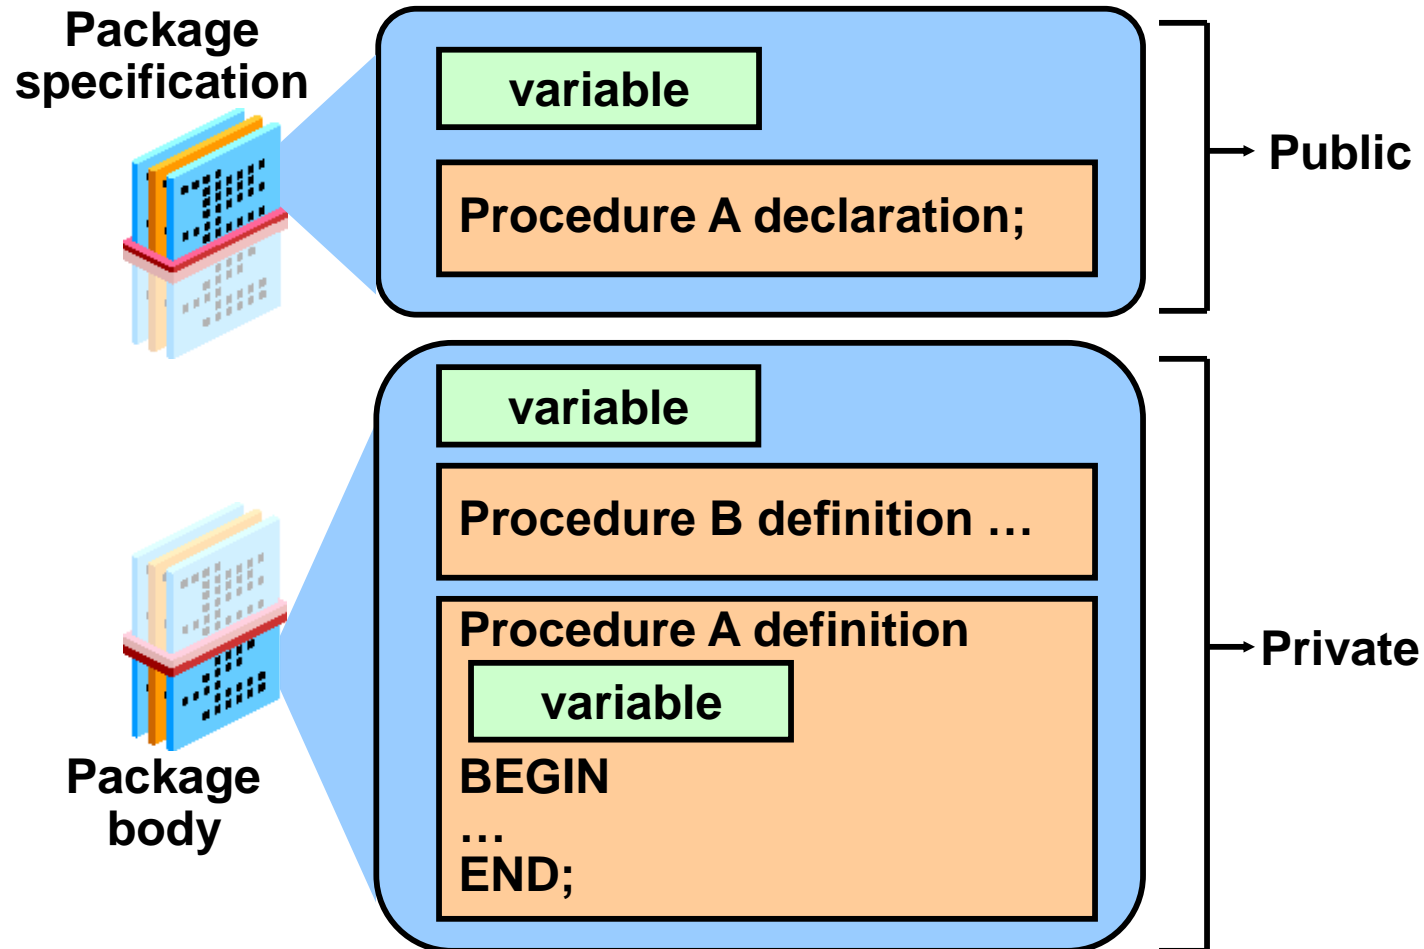 Package
specification
variable
Procedure A declaration;
Public
variable
Procedure B definition …
Procedure A definition
variable
BEGIN
…
END;
Private
Package
body